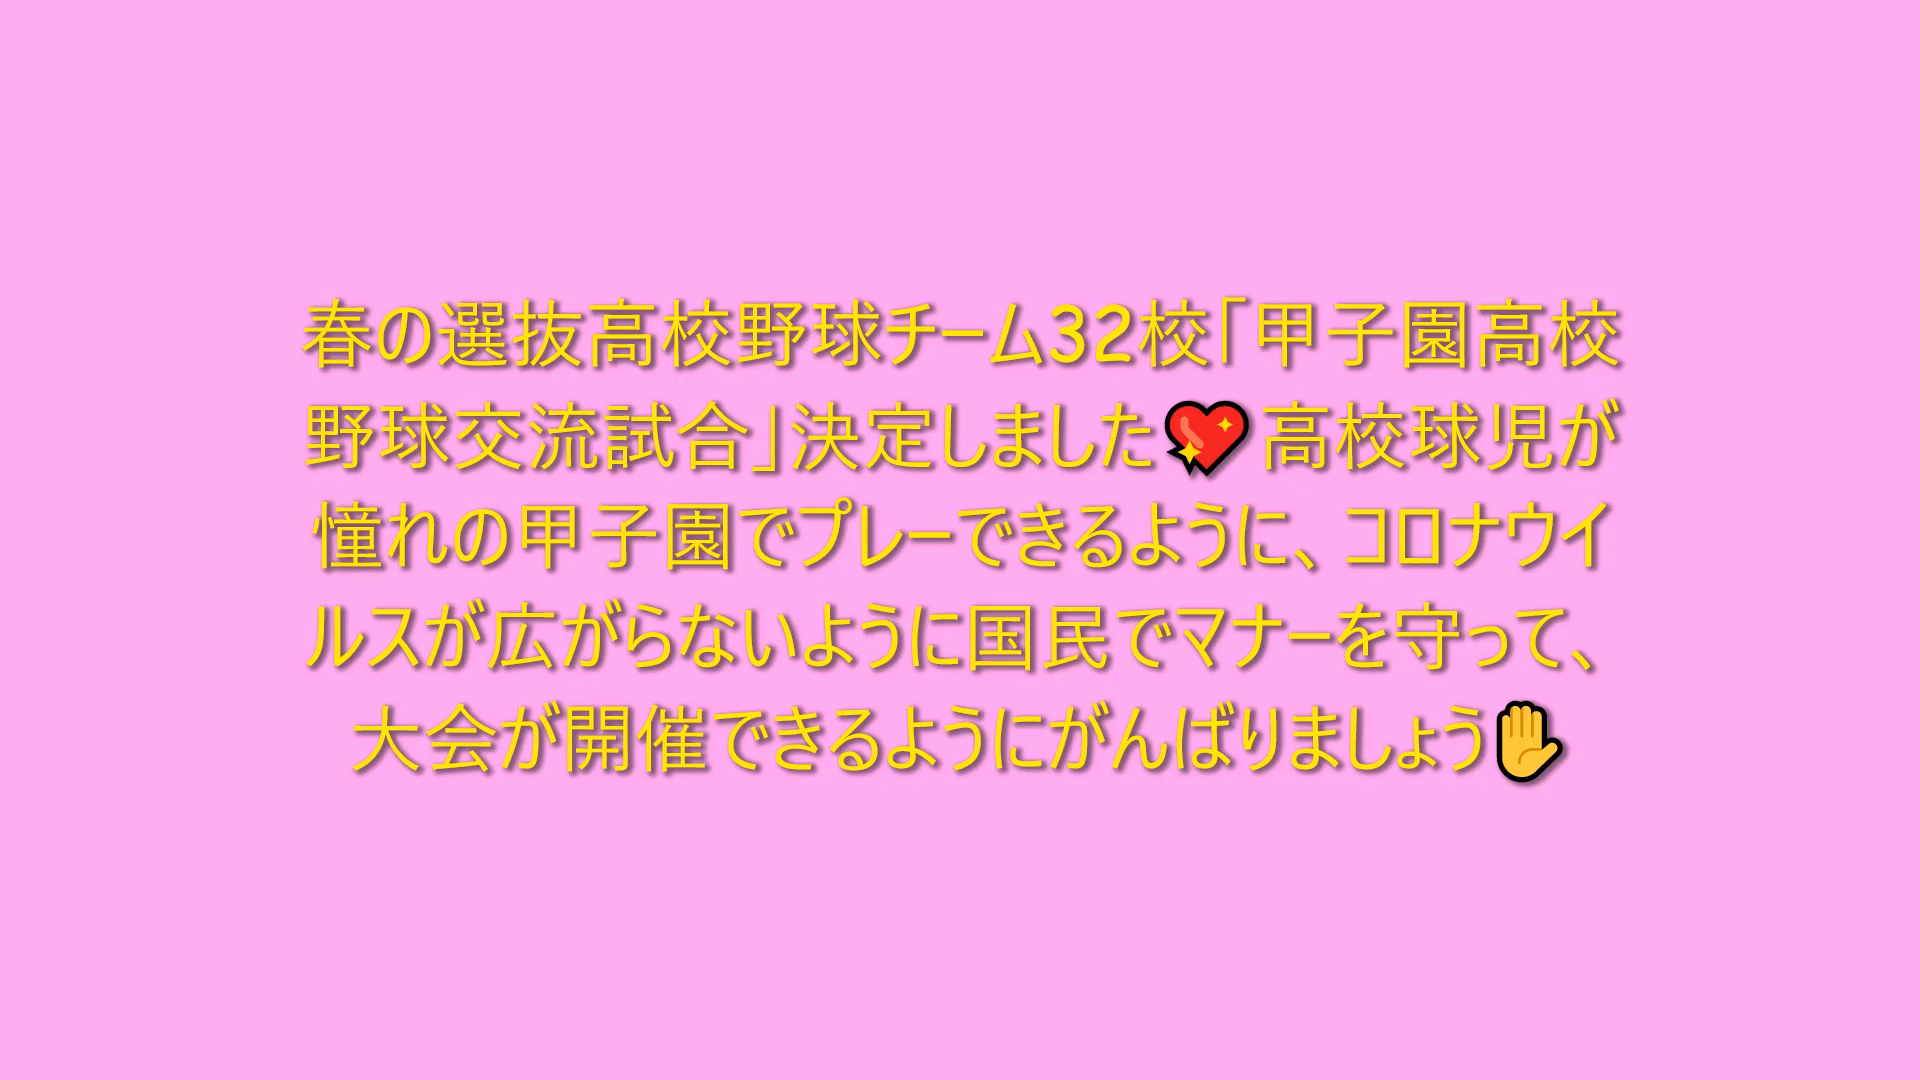 春の選抜高校野球チーム32校「甲子園高校
野球交流試合」決定しました💖高校球児が
憧れの甲子園でプレーできるように、コロナウイ
ルスが広がらないように国民でマナーを守って、
大会が開催できるようにがんばりましょう✋